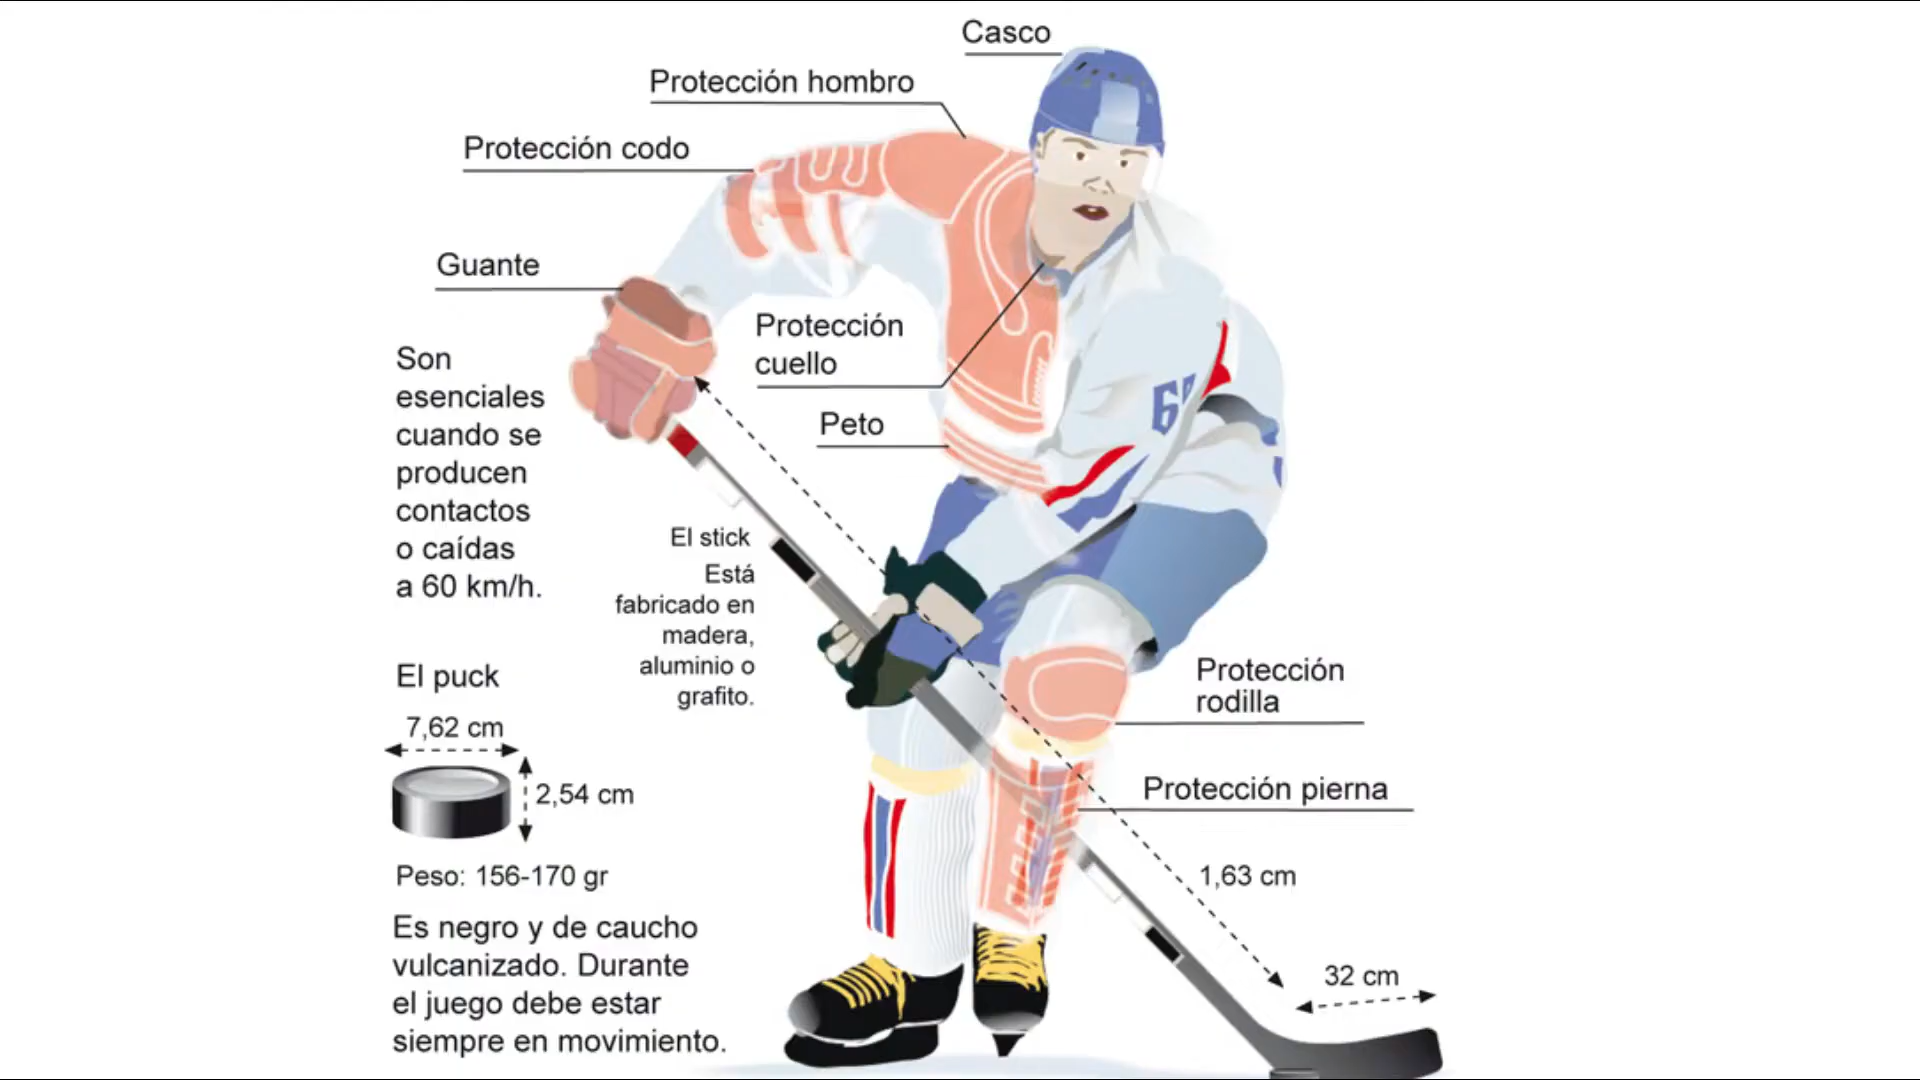 Casco
Protección hombro
Protección codo
Guante
Protección
cuello
Peto
Son
esenciales
cuando se
producen
contactos
o caídas
a 60 km/h.
El stick
Está
fabricado en
madera,
aluminio o
grafito.
Protección
rodilla
Protección pierna
1,63 cm
32 cm
El puck
7,62 cm
2,54 cm
Peso: 156-170 gr
Es negro y de caucho
vulcanizado. Durante
el juego debe estar
siempre en movimiento.